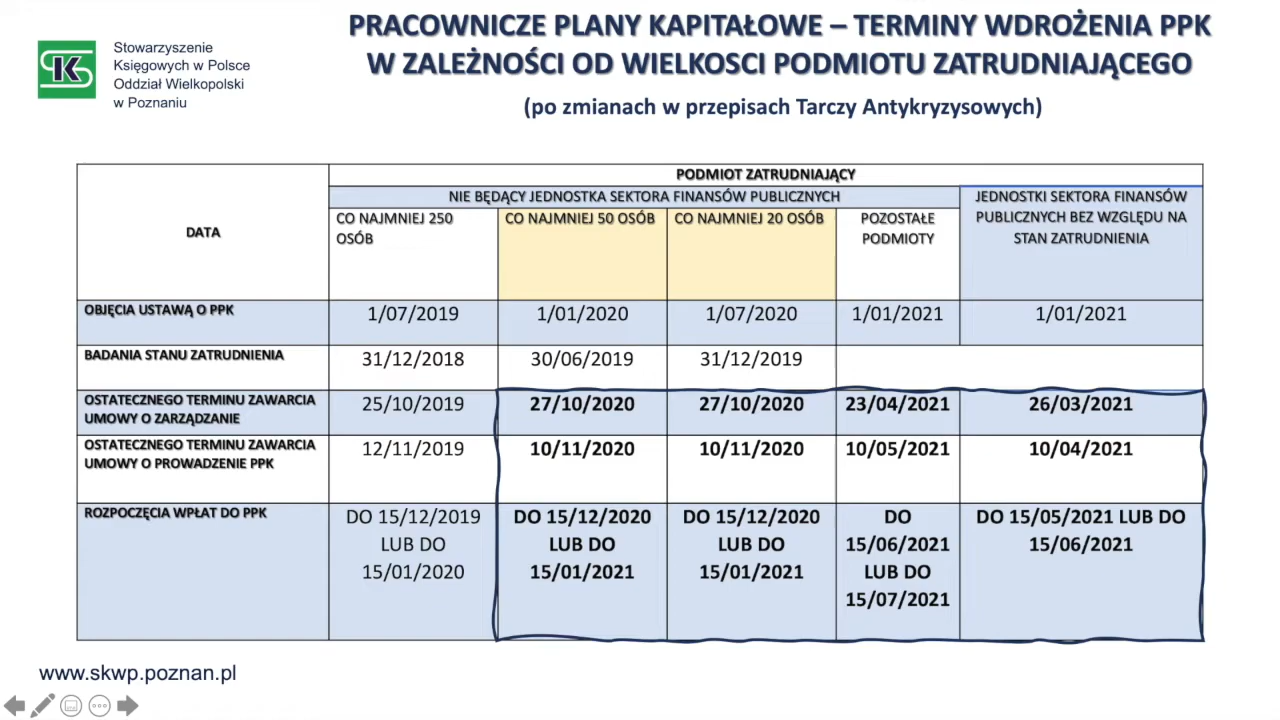 PRACOWNICZE PLANY KAPITAŁOWE – TERMINY WDROŻENIA PPK
W ZALEŻNOŚCI OD WIELKOSCI PODMIOTU ZATRUDNIAJĄCEGO
(po zmianach w przepisach Tarczy Antykryzysowych)
Stowarzyszenie
Księgowych w Polsce
Oddział Wielkopolski
w Poznaniu
SK
DATA
PODMIOT ZATRUDNIAJĄCY
NIE BĘDĄCY JEDNOSTKA SEKTORA FINANSÓW PUBLICZNYCH
JEDNOSTKI SEKTORA FINANSÓW
PUBLICZNYCH BEZ WZGLĘDU NA
STAN ZATRUDNIENIA
CO NAJMNIEJ 250
OSÓB
CO NAJMNIEJ 50 OSÓB
CO NAJMNIEJ 20 OSÓB
POZOSTAŁE
PODMIOTY
OBJĘCIA USTAWĄ O PPK
1/07/2019
1/01/2020
1/07/2020
1/01/2021
1/01/2021
BADANIA STANU ZATRUDNIENIA
31/12/2018
30/06/2019
31/12/2019
OSTATECZNEGO TERMINU ZAWARCIA
UMOWY O ZARZĄDZANIE
25/10/2019
27/10/2020
27/10/2020
23/04/2021
26/03/2021
OSTATECZNEGO TERMINU ZAWARCIA
UMOWY O PROWADZENIE PPK
12/11/2019
10/11/2020
10/11/2020
10/05/2021
10/04/2021
ROZPOCZĘCIA WPŁAT DO PPK
DO 15/12/2019
LUB DO
15/01/2020
DO 15/12/2020
LUB DO
15/01/2021
DO 15/12/2020
LUB DO
15/01/2021
DO
15/06/2021
LUB DO
15/07/2021
DO 15/05/2021 LUB DO
15/06/2021
www.skwp.poznan.pl